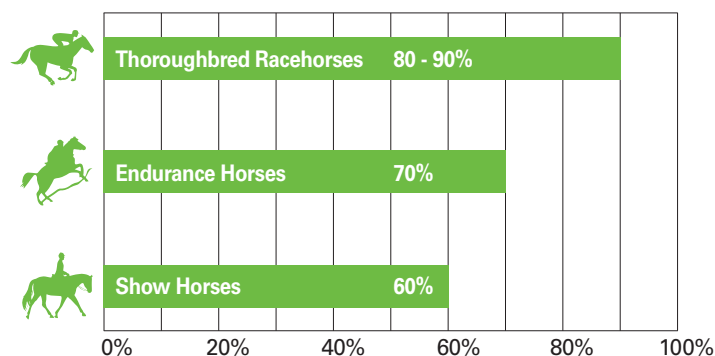 Thoroughbred Racehorses 80 - 90%
Endurance Horses 70%
Show Horses 60%
0% 20% 40% 60% 80% 100%